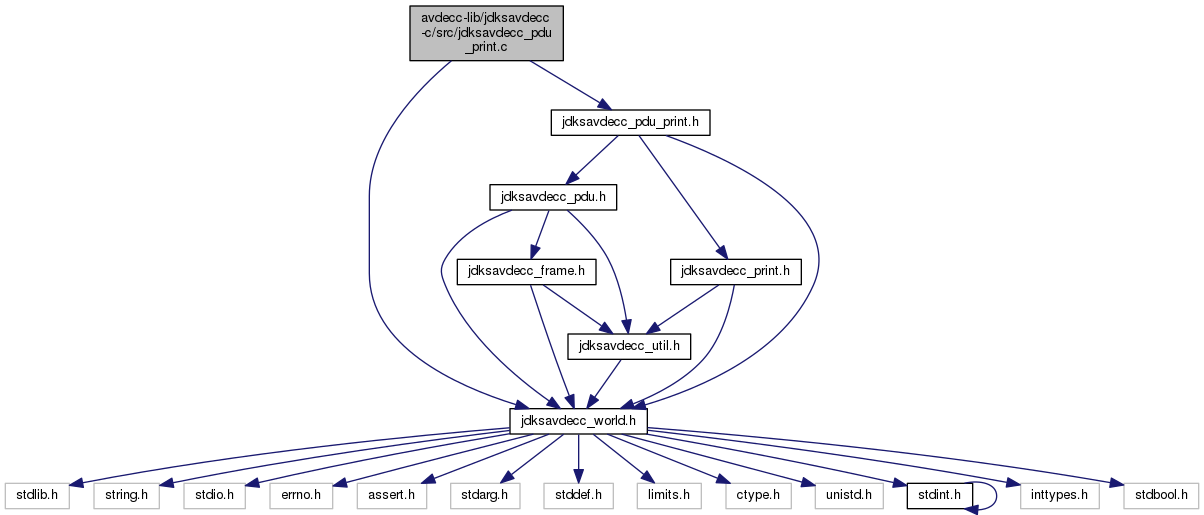 avdecc-lib/jdksavdecc
-c/src/jdksavdecc_pdu
_print.c
jdksavdecc_pdu_print.h
jdksavdecc_pdu.h
jdksavdecc_frame.h
jdksavdecc_print.h
jdksavdecc_util.h
jdksavdecc_world.h
stdlib.h
string.h
stdio.h
errno.h
assert.h
stdarg.h
stddef.h
limits.h
ctype.h
unistd.h
stdint.h
inttypes.h
stdbool.h